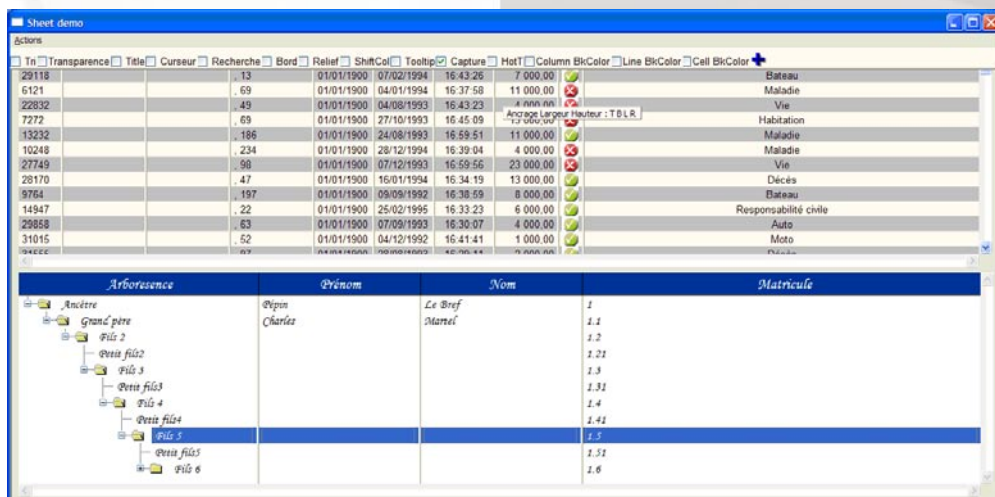 Sheet demo
Actions
Tn Transparence Title Curseur Recherche Bord Relief ShiftCol Tooltip Capture HotT Column BkColor Line BkColor Cell BkColor
29118 , 13 01/01/1900 07/02/1994 16:43:26 7 000,00 Bateau
6121 , 69 01/01/1900 04/01/1994 16:37:58 11 000,00 Maladie
22832 , 49 01/01/1900 04/08/1993 16:43:23 4 000,00 Vie
Ancrage Largeur Hauteur : T B L R
7272 , 69 01/01/1900 27/10/1993 16:45:09 Habitation
13232 , 186 01/01/1900 24/08/1993 16:59:51 11 000,00 Maladie
10248 , 234 01/01/1900 28/12/1994 16:39:04 4 000,00 Maladie
27749 , 98 01/01/1900 07/12/1993 16:59:56 23 000,00 Vie
28170 , 47 01/01/1900 16/01/1994 16:34:19 13 000,00 Décès
9764 , 197 01/01/1900 09/09/1992 16:38:59 8 000,00 Bateau
14947 , 22 01/01/1900 25/02/1995 16:33:23 6 000,00 Responsabilité civile
29858 , 63 01/01/1900 07/09/1993 16:30:07 4 000,00 Auto
31015 , 52 01/01/1900 04/12/1992 16:41:41 1 000,00 Moto
Arboresence Prénom Nom Matricule
Ancêtre Pépin Le Bref 1
Grand père Charles Martel 1.1
Fils 2 1.2
Petit fils2 1.21
Fils 3 1.3
Petit fils3 1.31
Fils 4 1.4
Petit fils4 1.41
Fils 5 1.5
Petit fils5 1.51
Fils 6 1.6